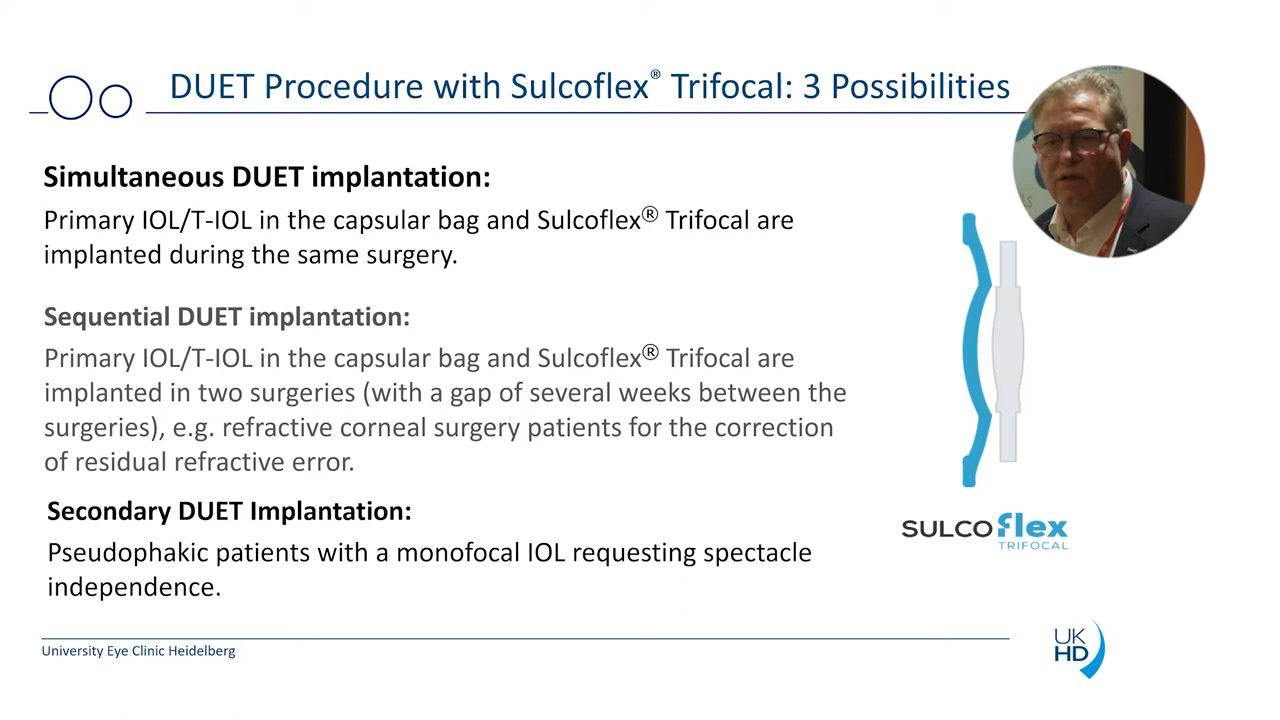 DUET Procedure with Sulcoflex® Trifocal: 3 Possibilities
Simultaneous DUET implantation:
Primary IOL/T-IOL in the capsular bag and Sulcoflex® Trifocal are
implanted during the same surgery.
Sequential DUET implantation:
Primary IOL/T-IOL in the capsular bag and Sulcoflex® Trifocal are
implanted in two surgeries (with a gap of several weeks between the
surgeries), e.g. refractive corneal surgery patients for the correction
of residual refractive error.
Secondary DUET Implantation:
Pseudophakic patients with a monofocal IOL requesting spectacle
independence.
SULCOflex
TRIFOCAL
University Eye Clinic Heidelberg
UK
HD